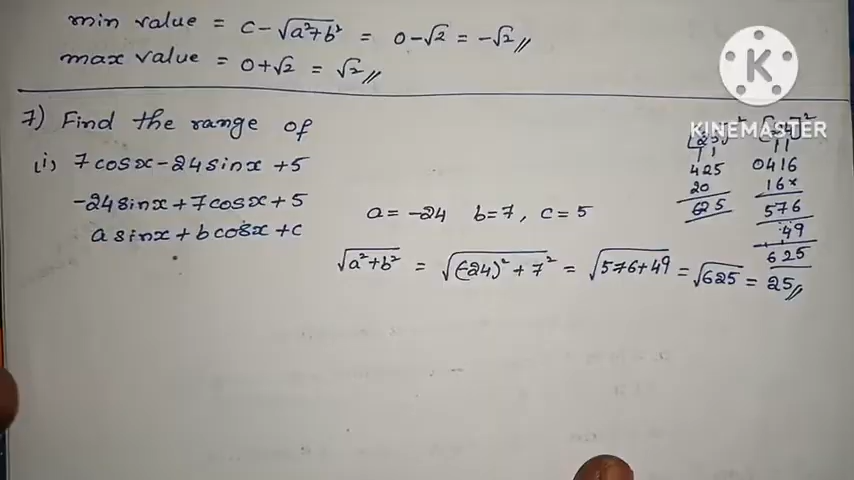 min value = c-√a²+b² = 0-√2 = -√2//
max value = 0+√2 = √2//
7) Find the range of
(i) 7cosx-24sinx+5
-24sinx+7cosx+5
asinx+bcosx+c
a=-24 b=7, c=5
√a²+b² = √(-24)²+7² = √576+49 = √625 = 25//
K
KINEMASTER
425
20
625
0416
16x
576
49
625